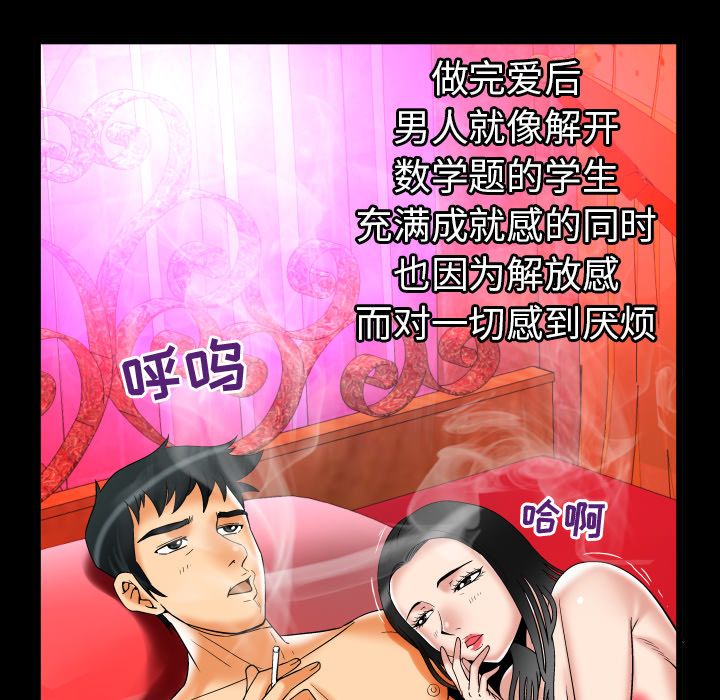 做完爱后
男人就像解开
数学题的学生
充满成就感的同时
也因为解放感
而对一切感到厌烦
呼呜
哈啊